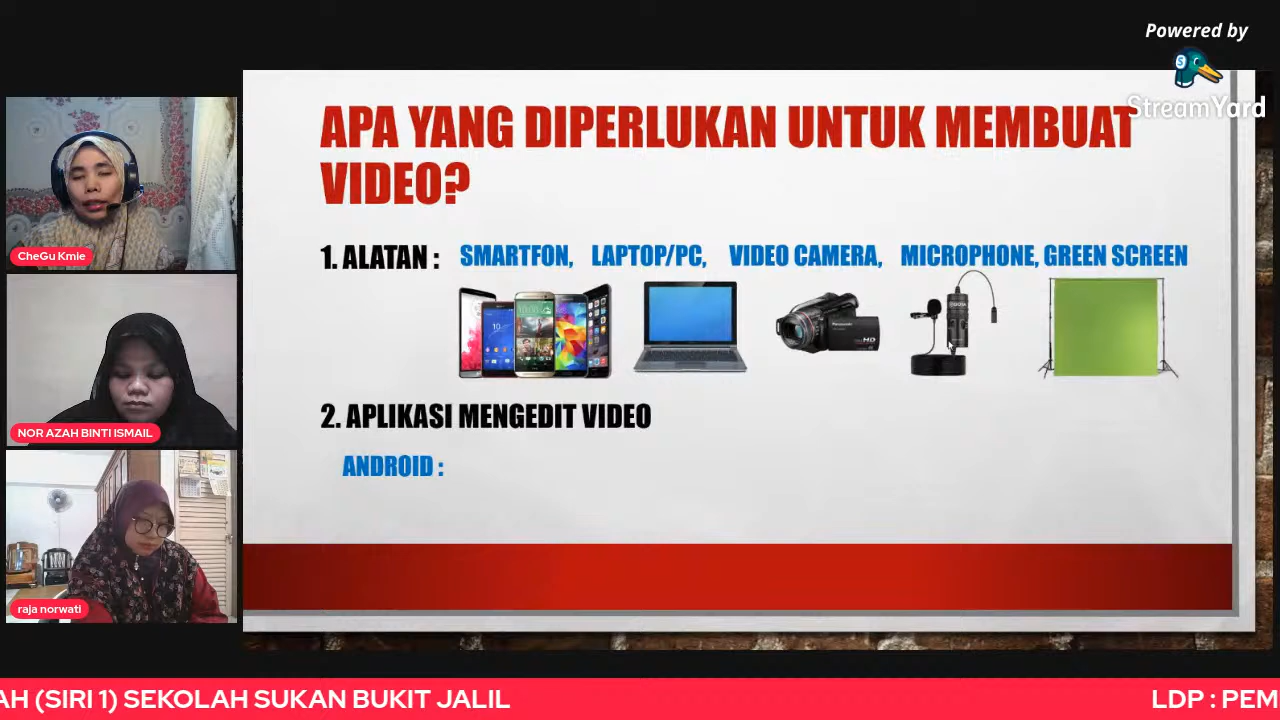 Powered by
StreamYard
APA YANG DIPERLUKAN UNTUK MEMBUAT
VIDEO?
1. ALATAN : SMARTFON, LAPTOP/PC, VIDEO CAMERA, MICROPHONE, GREEN SCREEN
2. APLIKASI MENGEDIT VIDEO
ANDROID :
CheGu Kmie
NOR AZAH BINTI ISMAIL
raja norwati
AH (SIRI 1) SEKOLAH SUKAN BUKIT JALIL LDP : PEM